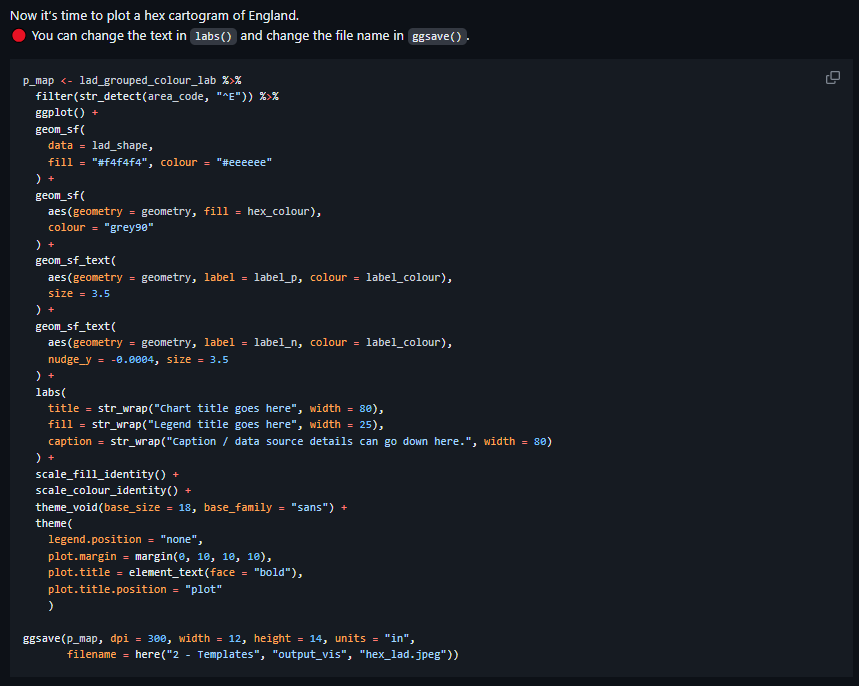 Now it's time to plot a hex cartogram of England.
🔴 You can change the text in labs() and change the file name in ggsave().
p_map <- lad_grouped_colour_lab %>%
  filter(str_detect(area_code, "^E")) %>%
  ggplot() +
  geom_sf(
    data = lad_shape,
    fill = "#f4f4f4", colour = "#eeeeee"
  ) +
  geom_sf(
    aes(geometry = geometry, fill = hex_colour),
    colour = "grey90"
  ) +
  geom_sf_text(
    aes(geometry = geometry, label = label_p, colour = label_colour),
    size = 3.5
  ) +
  geom_sf_text(
    aes(geometry = geometry, label = label_n, colour = label_colour),
    nudge_y = -0.0004, size = 3.5
  ) +
  labs(
    title = str_wrap("Chart title goes here", width = 80),
    fill = str_wrap("Legend title goes here", width = 25),
    caption = str_wrap("Caption / data source details can go down here.", width = 80)
  ) +
  scale_fill_identity() +
  scale_colour_identity() +
  theme_void(base_size = 18, base_family = "sans") +
  theme(
    legend.position = "none",
    plot.margin = margin(0, 10, 10, 10),
    plot.title = element_text(face = "bold"),
    plot.title.position = "plot"
    )
ggsave(p_map, dpi = 300, width = 12, height = 14, units = "in",
       filename = here("2 - Templates", "output_vis", "hex_lad.jpeg"))